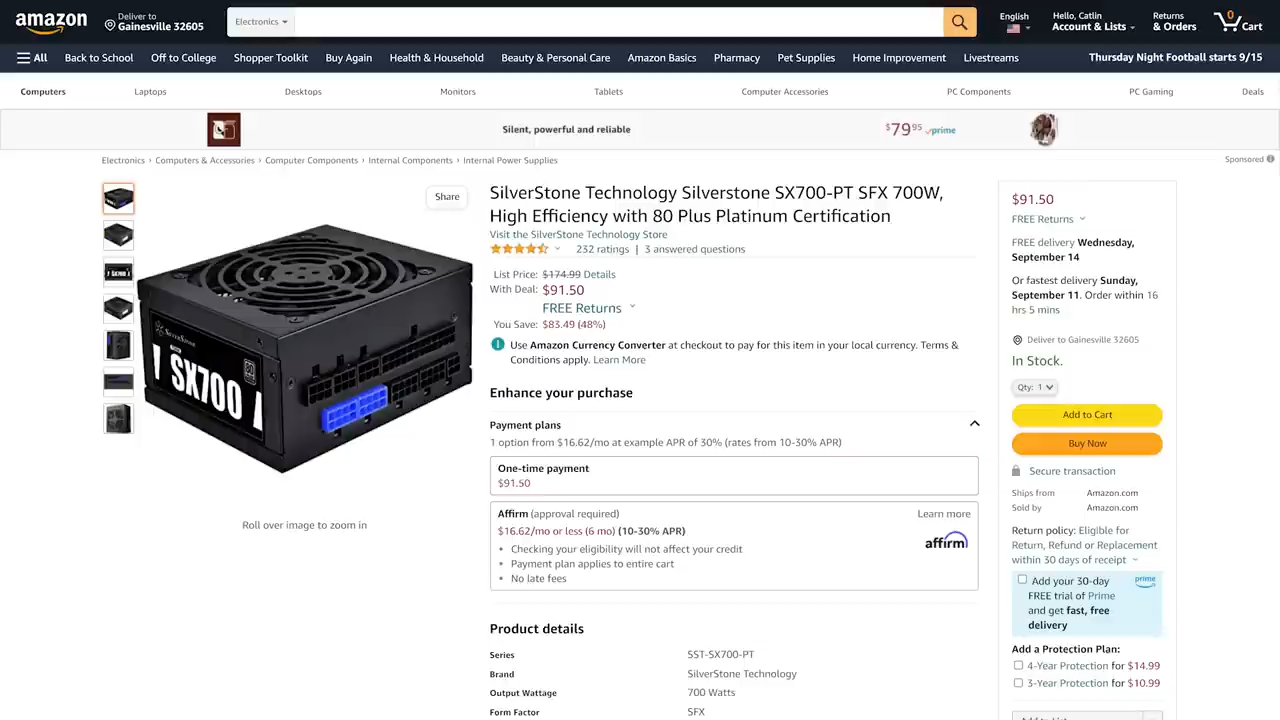 amazon
Deliver to
Gainesville 32605
Electronics
English
Hello, Catlin
Account & Lists
Returns
& Orders
0
Cart
All
Back to School
Off to College
Shopper Toolkit
Buy Again
Health & Household
Beauty & Personal Care
Amazon Basics
Pharmacy
Pet Supplies
Home Improvement
Livestreams
Thursday Night Football starts 9/15
Computers
Laptops
Desktops
Monitors
Tablets
Computer Accessories
PC Components
PC Gaming
Deals
Silent, powerful and reliable
$79 95 prime
Electronics › Computers & Accessories › Computer Components › Internal Components › Internal Power Supplies
Sponsored
Share
SilverStone
SX700
Roll over image to zoom in
SilverStone Technology Silverstone SX700-PT SFX 700W,
High Efficiency with 80 Plus Platinum Certification
Visit the SilverStone Technology Store
232 ratings | 3 answered questions
List Price: $174.99 Details
With Deal: $91.50
FREE Returns
You Save: $83.49 (48%)
Use Amazon Currency Converter at checkout to pay for this item in your local currency. Terms &
Conditions apply. Learn More
Enhance your purchase
Payment plans
1 option from $16.62/mo at example APR of 30% (rates from 10-30% APR)
One-time payment
$91.50
Affirm (approval required)
Learn more
$16.62/mo or less (6 mo) (10-30% APR)
affirm
• Checking your eligibility will not affect your credit
• Payment plan applies to entire cart
• No late fees
Product details
Series SST-SX700-PT
Brand SilverStone Technology
Output Wattage 700 Watts
Form Factor SFX
$91.50
FREE Returns
FREE delivery Wednesday,
September 14
Or fastest delivery Sunday,
September 11. Order within 16
hrs 5 mins
Deliver to Gainesville 32605
In Stock.
Qty: 1
Add to Cart
Buy Now
Secure transaction
Ships from Amazon.com
Sold by Amazon.com
Return policy: Eligible for
Return, Refund or Replacement
within 30 days of receipt
Add your 30-day
prime
FREE trial of Prime
and get fast, free
delivery
Add a Protection Plan:
4-Year Protection for $14.99
3-Year Protection for $10.99
Add to List